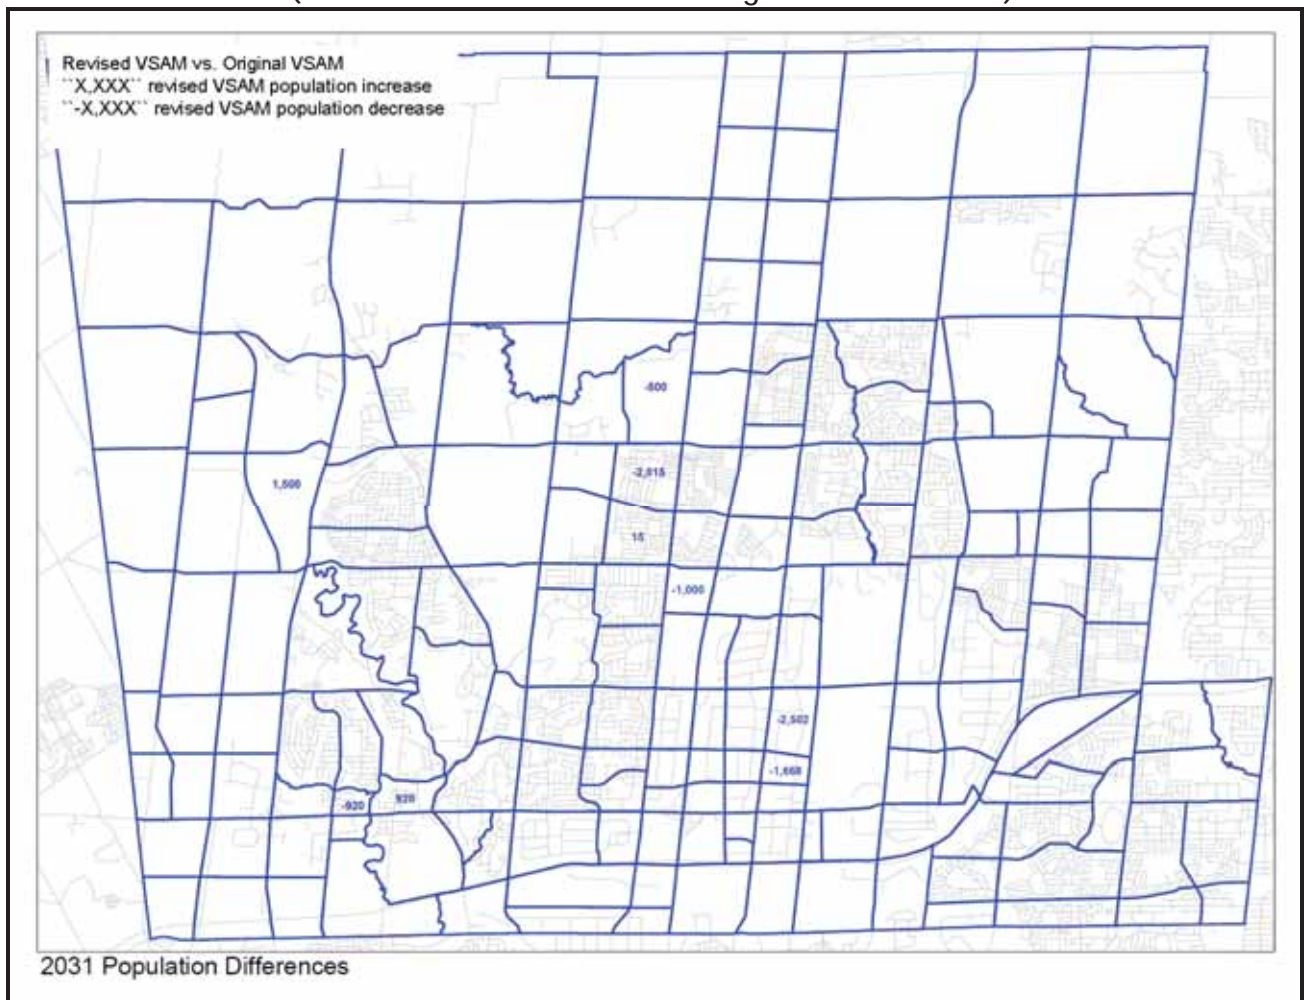 Revised VSAM vs. Original VSAM
``X,XXX`` revised VSAM population increase
``-X,XXX`` revised VSAM population decrease
-600
-2,015
1,500
15
-1,000
-2,502
-1,668
-920
920
2031 Population Differences